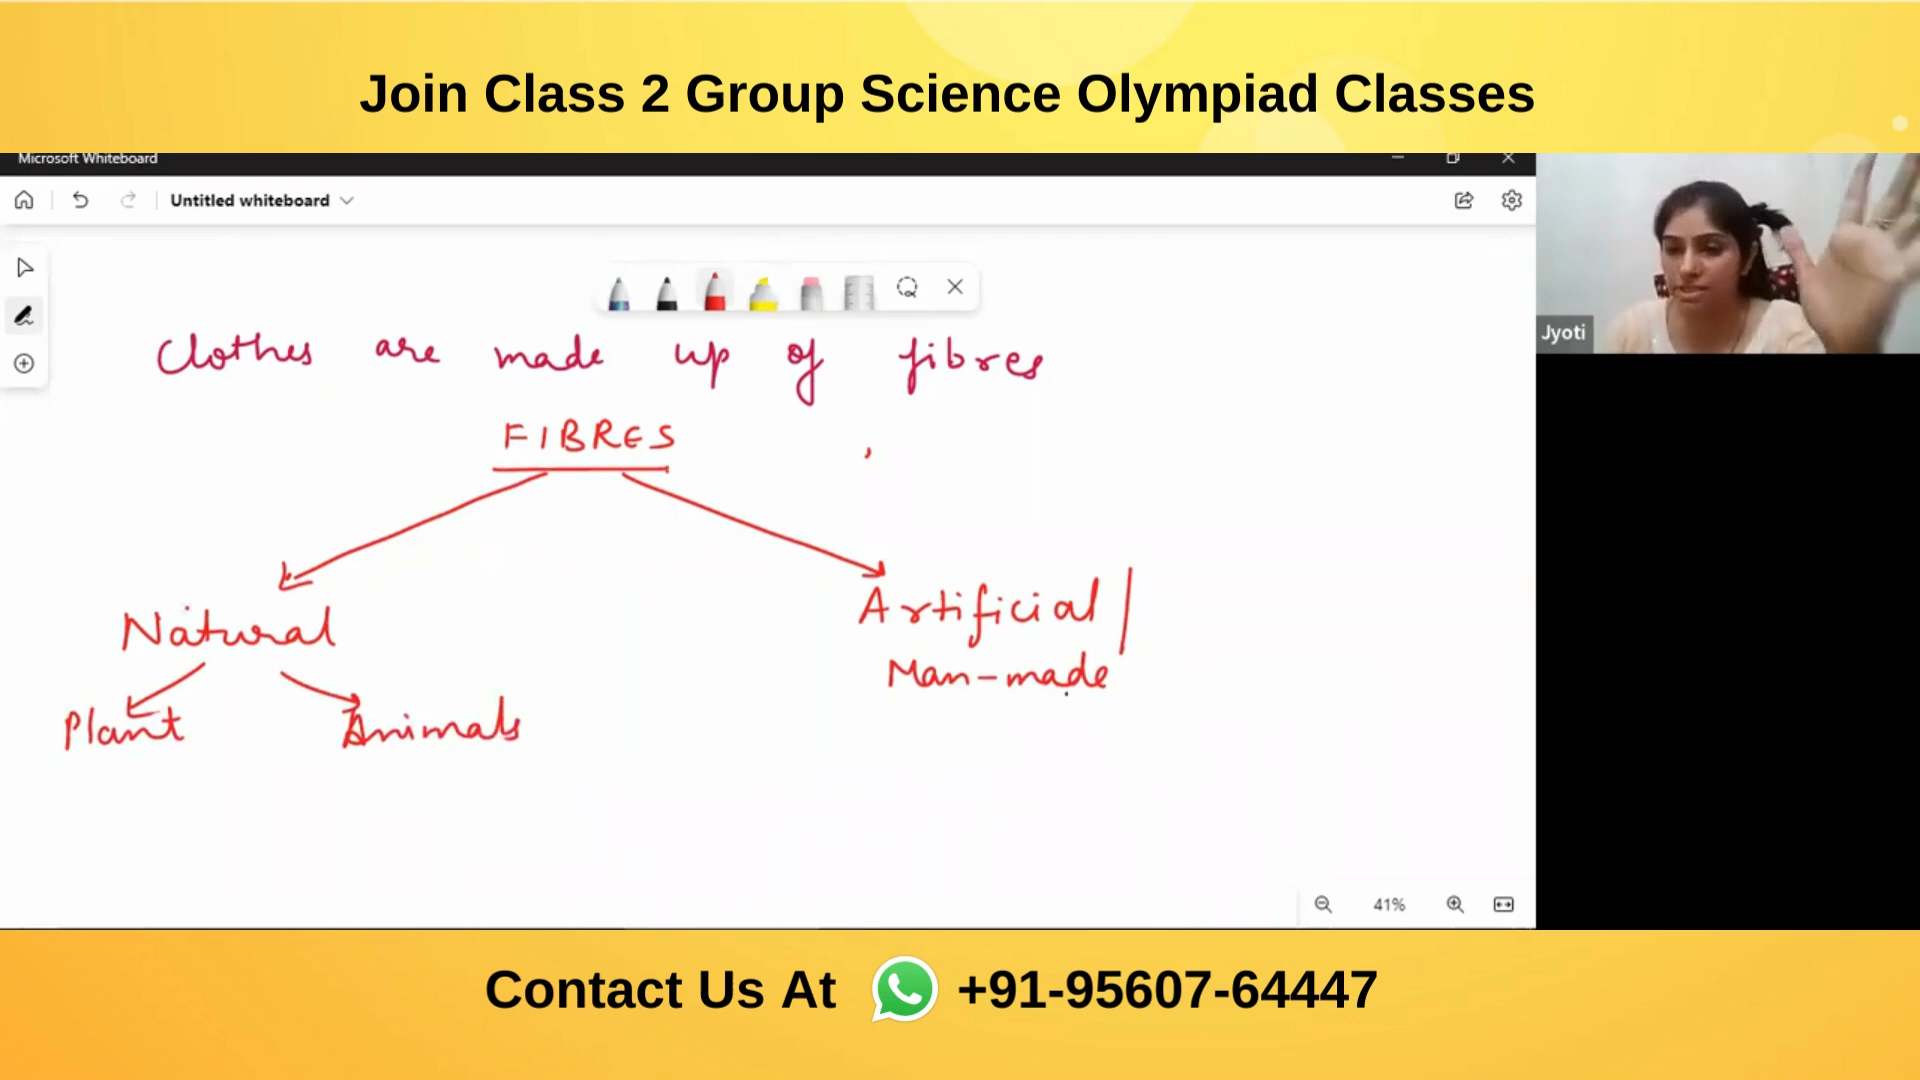 Join Class 2 Group Science Olympiad Classes
Microsoft Whiteboard
Untitled whiteboard
Jyoti
Clothes are made up of fibres
FIBRES
Natural
Artificial /
Man-made
Plant
Animals
41%
Contact Us At +91-95607-64447